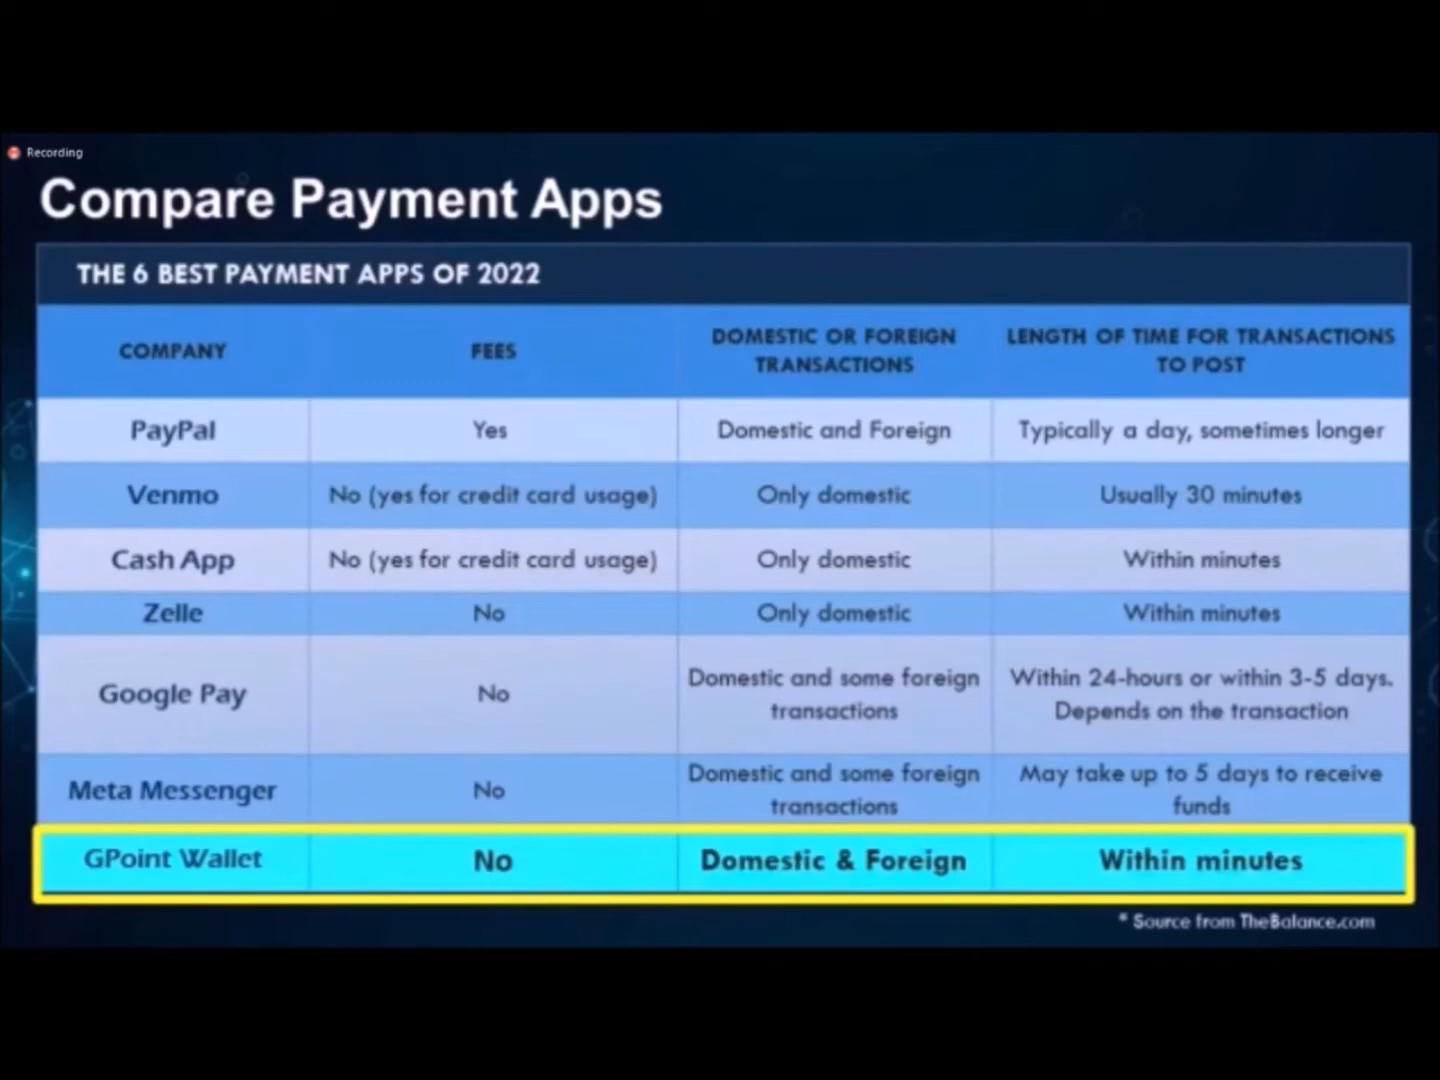 Recording
Compare Payment Apps
THE 6 BEST PAYMENT APPS OF 2022
COMPANY
FEES
DOMESTIC OR FOREIGN
TRANSACTIONS
LENGTH OF TIME FOR TRANSACTIONS
TO POST
PayPal
Yes
Domestic and Foreign
Typically a day, sometimes longer
Venmo
No (yes for credit card usage)
Only domestic
Usually 30 minutes
Cash App
No (yes for credit card usage)
Only domestic
Within minutes
Zelle
No
Only domestic
Within minutes
Google Pay
No
Domestic and some foreign
transactions
Within 24-hours or within 3-5 days.
Depends on the transaction
Meta Messenger
No
Domestic and some foreign
transactions
May take up to 5 days to receive
funds
GPoint Wallet
No
Domestic & Foreign
Within minutes
* Source from TheBalance.com